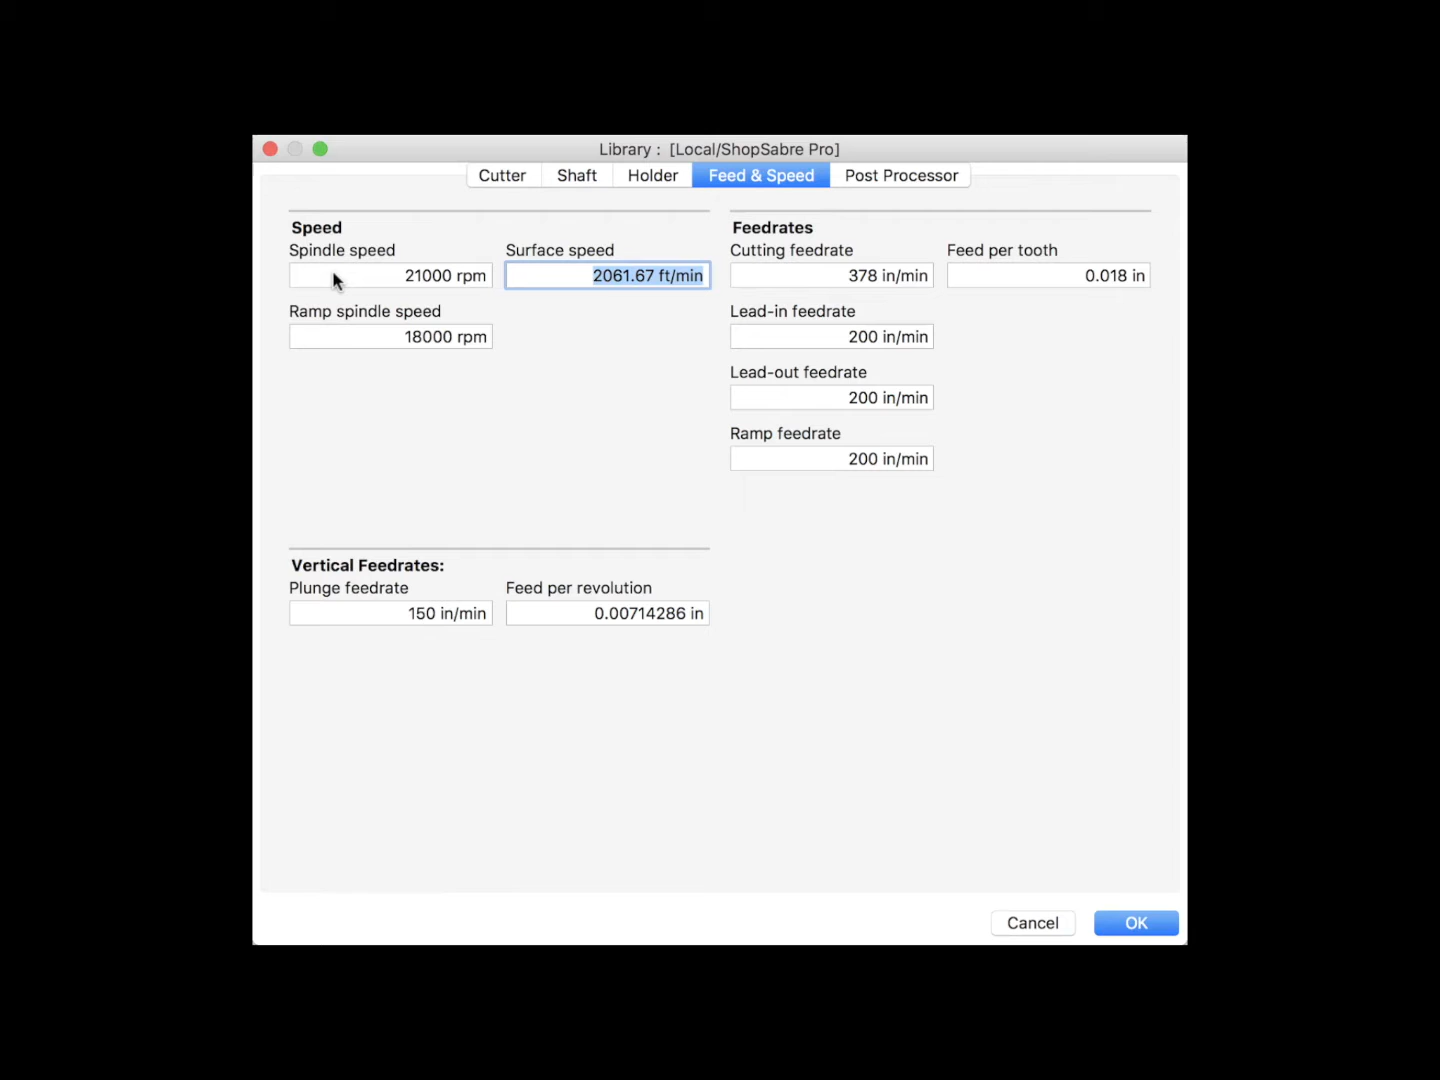 Library : [Local/ShopSabre Pro]
Cutter Shaft Holder Feed & Speed Post Processor
Speed
Spindle speed Surface speed
21000 rpm 2061.67 ft/min
Ramp spindle speed
18000 rpm
Feedrates
Cutting feedrate Feed per tooth
378 in/min 0.018 in
Lead-in feedrate
200 in/min
Lead-out feedrate
200 in/min
Ramp feedrate
200 in/min
Vertical Feedrates:
Plunge feedrate Feed per revolution
150 in/min 0.00714286 in
Cancel OK